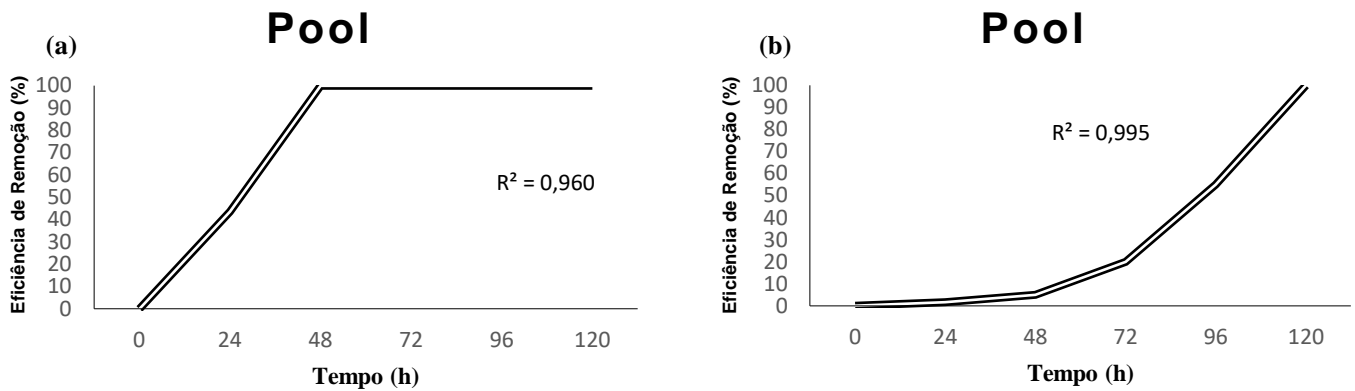 (a)
Pool
Eficiência de Remoção (%)
100
90
80
70
60
50
40
30
20
10
0
R² = 0,960
0 24 48 72 96 120
Tempo (h)
(b)
Pool
Eficiência de Remoção (%)
100
90
80
70
60
50
40
30
20
10
0
R² = 0,995
0 24 48 72 96 120
Tempo (h)